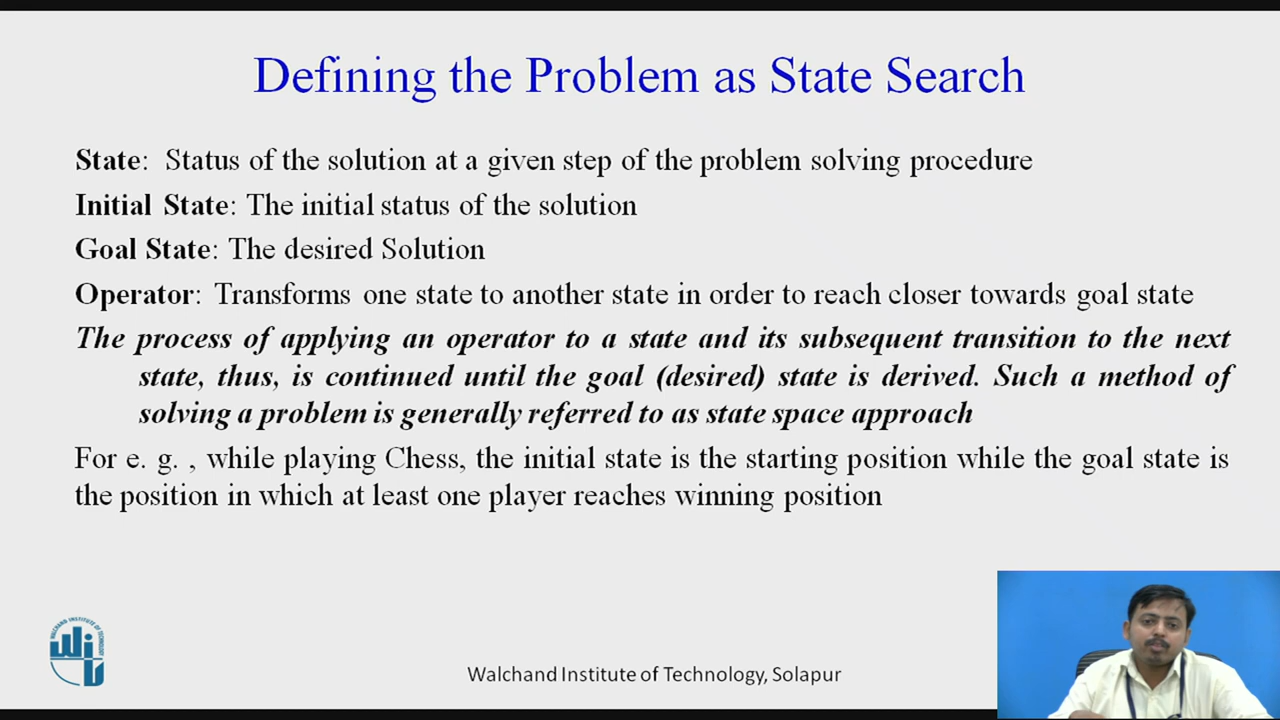 Defining the Problem as State Search
State: Status of the solution at a given step of the problem solving procedure
Initial State: The initial status of the solution
Goal State: The desired Solution
Operator: Transforms one state to another state in order to reach closer towards goal state
The process of applying an operator to a state and its subsequent transition to the next
state, thus, is continued until the goal (desired) state is derived. Such a method of
solving a problem is generally referred to as state space approach
For e. g. , while playing Chess, the initial state is the starting position while the goal state is
the position in which at least one player reaches winning position
WALCHAND INSTITUTE OF TECHNOLOGY
Walchand Institute of Technology, Solapur